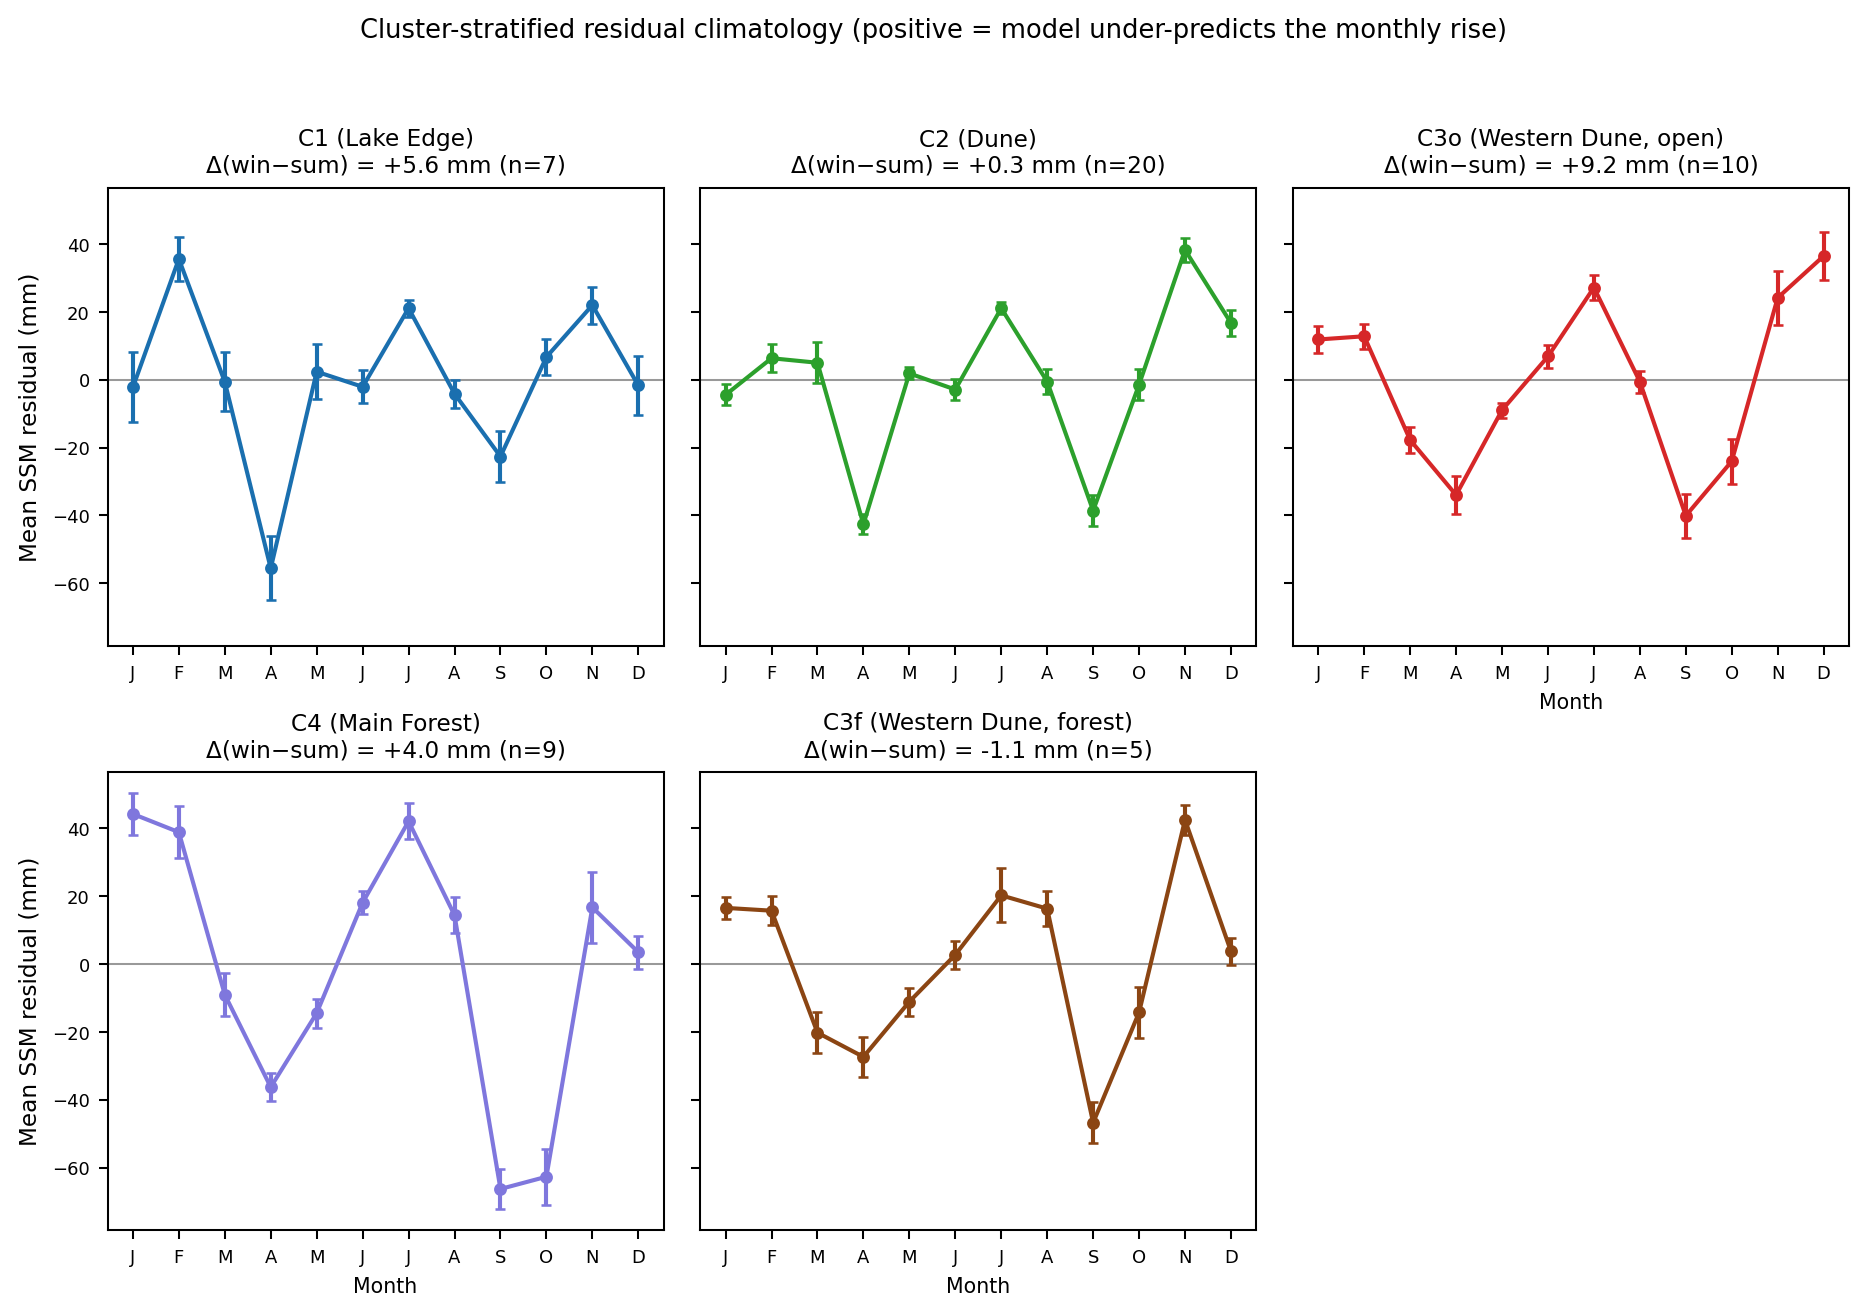 Cluster-stratified residual climatology (positive = model under-predicts the monthly rise)
C1 (Lake Edge)
Δ(win−sum) = +5.6 mm (n=7)
C2 (Dune)
Δ(win−sum) = +0.3 mm (n=20)
C3o (Western Dune, open)
Δ(win−sum) = +9.2 mm (n=10)
Mean SSM residual (mm)
40
20
0
−20
−40
−60
J F M A M J J A S O N D
J F M A M J J A S O N D
J F M A M J J A S O N D
Month
C4 (Main Forest)
Δ(win−sum) = +4.0 mm (n=9)
C3f (Western Dune, forest)
Δ(win−sum) = -1.1 mm (n=5)
Mean SSM residual (mm)
40
20
0
−20
−40
−60
J F M A M J J A S O N D
J F M A M J J A S O N D
Month
Month